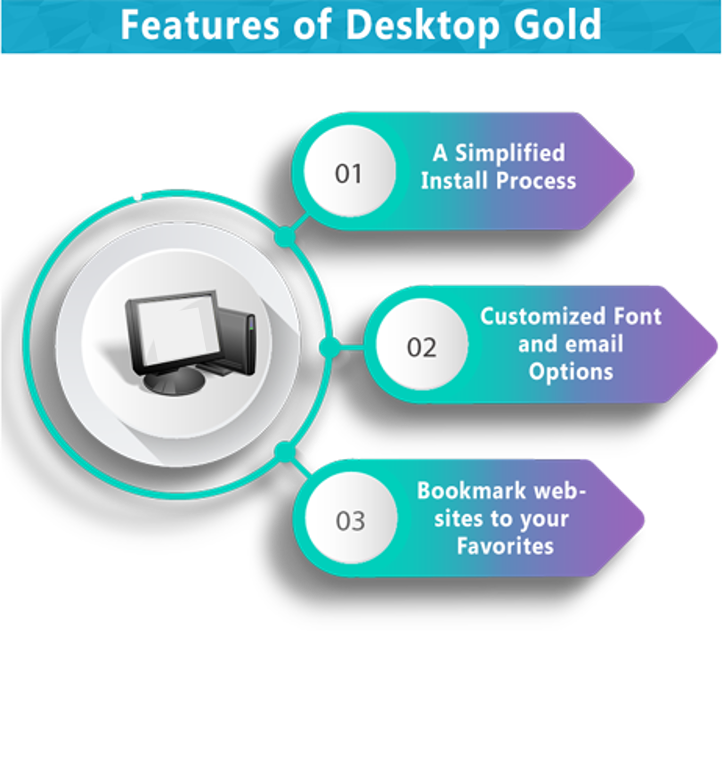 Features of Desktop Gold
01
A Simplified
Install Process
02
Customized Font
and email
Options
03
Bookmark web-
sites to your
Favorites